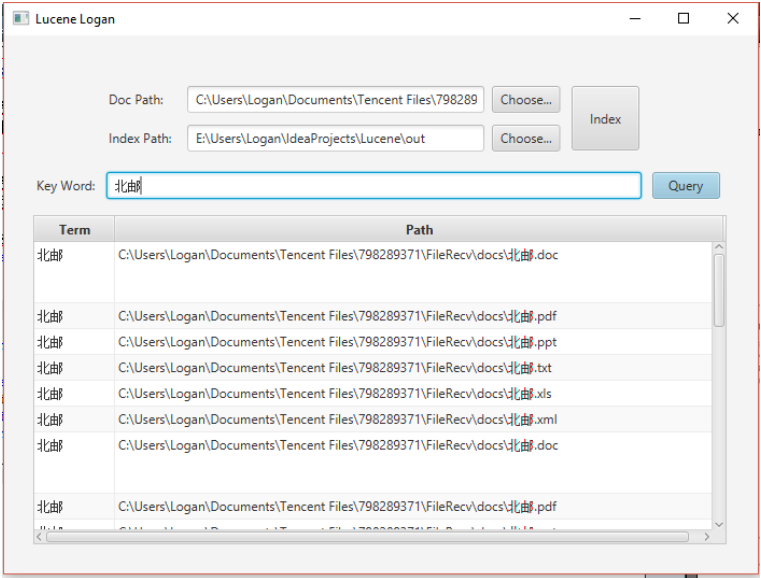 Lucene Logan
Doc Path: C:\Users\Logan\Documents\Tencent Files\798289 Choose... Index
Index Path: E:\Users\Logan\IdeaProjects\Lucene\out Choose...
Key Word: 北邮 Query
Term Path
北邮 C:\Users\Logan\Documents\Tencent Files\798289371\FileRecv\docs\北邮.doc
北邮 C:\Users\Logan\Documents\Tencent Files\798289371\FileRecv\docs\北邮.pdf
北邮 C:\Users\Logan\Documents\Tencent Files\798289371\FileRecv\docs\北邮.ppt
北邮 C:\Users\Logan\Documents\Tencent Files\798289371\FileRecv\docs\北邮.txt
北邮 C:\Users\Logan\Documents\Tencent Files\798289371\FileRecv\docs\北邮.xls
北邮 C:\Users\Logan\Documents\Tencent Files\798289371\FileRecv\docs\北邮.xml
北邮 C:\Users\Logan\Documents\Tencent Files\798289371\FileRecv\docs\北邮.doc
北邮 C:\Users\Logan\Documents\Tencent Files\798289371\FileRecv\docs\北邮.pdf